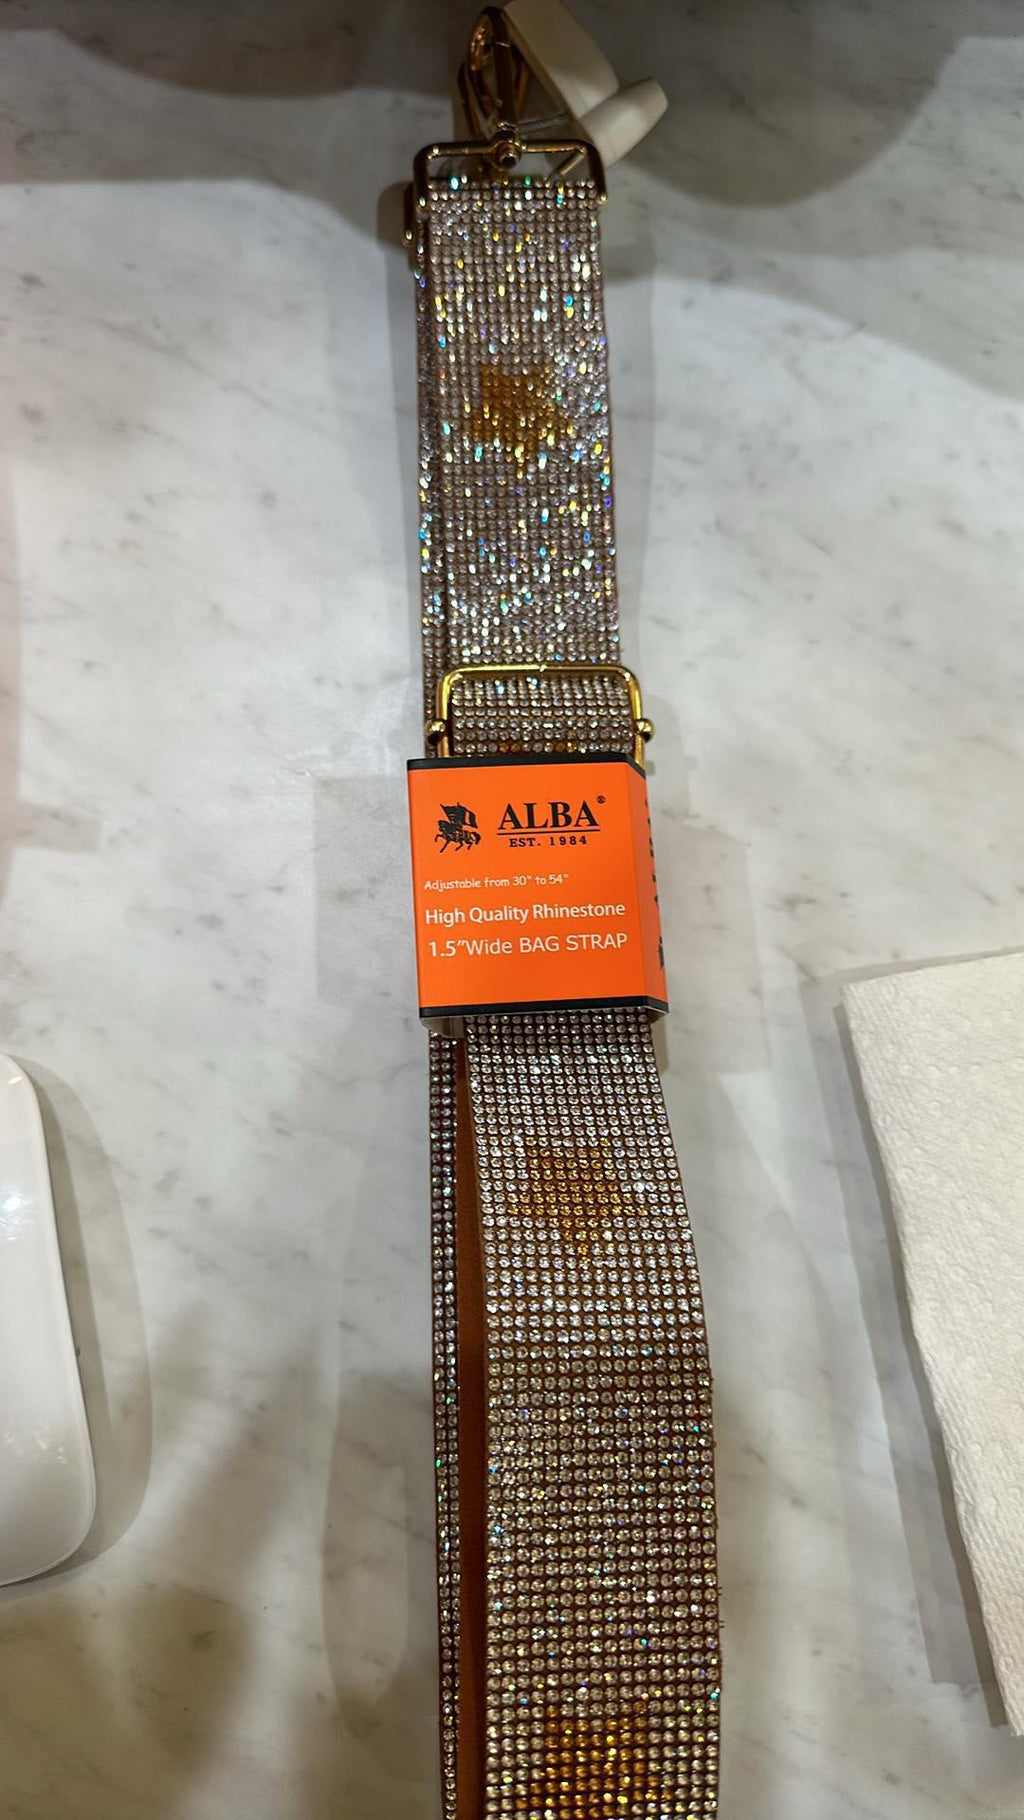 ALBA®
EST. 1984
Adjustable from 30" to 54"
High Quality Rhinestone
1.5"Wide BAG STRAP